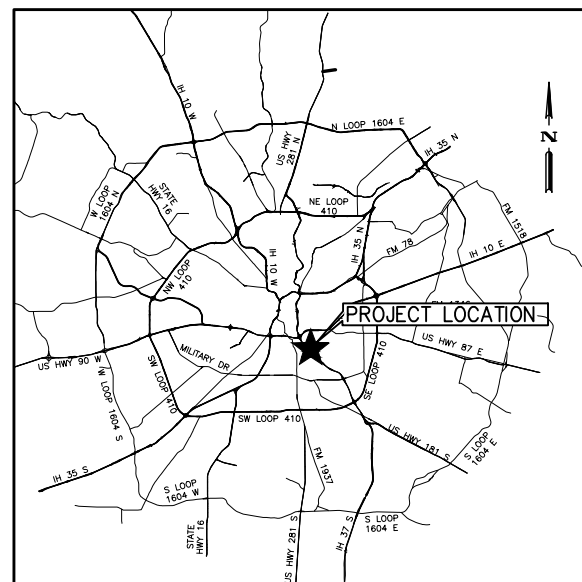 IH 10 W
US HWY
281 N
N LOOP 1604 E
IH 35 N
N
W LOOP
1604 N
STATE
HWY 16
NE LOOP
410
FM 1518
IH 35 N
FM 78
IH 10 E
NW LOOP
410
IH 10 W
PROJECT LOCATION
US HWY 87 E
MILITARY DR
US HWY 90 W
SW LOOP
410
SE LOOP 410
W LOOP
1604 S
SW LOOP 410
US HWY 181 S
S LOOP
1604 E
FM 1937
IH 35 S
S LOOP
1604 W
STATE
HWY 16
US HWY 281 S
IH 37 S
S LOOP
1604 E